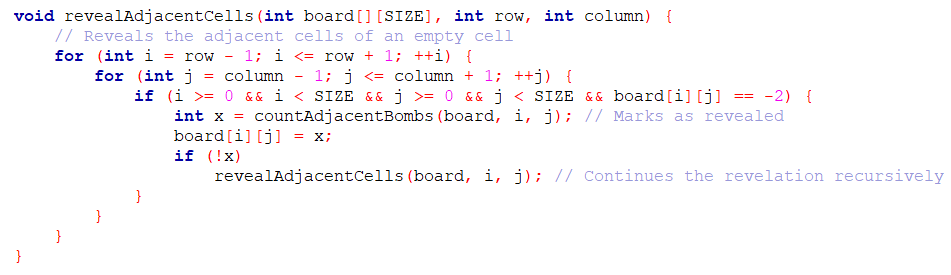 void revealAdjacentCells(int board[][SIZE], int row, int column) {
    // Reveals the adjacent cells of an empty cell
    for (int i = row - 1; i <= row + 1; ++i) {
        for (int j = column - 1; j <= column + 1; ++j) {
            if (i >= 0 && i < SIZE && j >= 0 && j < SIZE && board[i][j] == -2) {
                int x = countAdjacentBombs(board, i, j); // Marks as revealed
                board[i][j] = x;
                if (!x)
                    revealAdjacentCells(board, i, j); // Continues the revelation recursively
            }
        }
    }
}